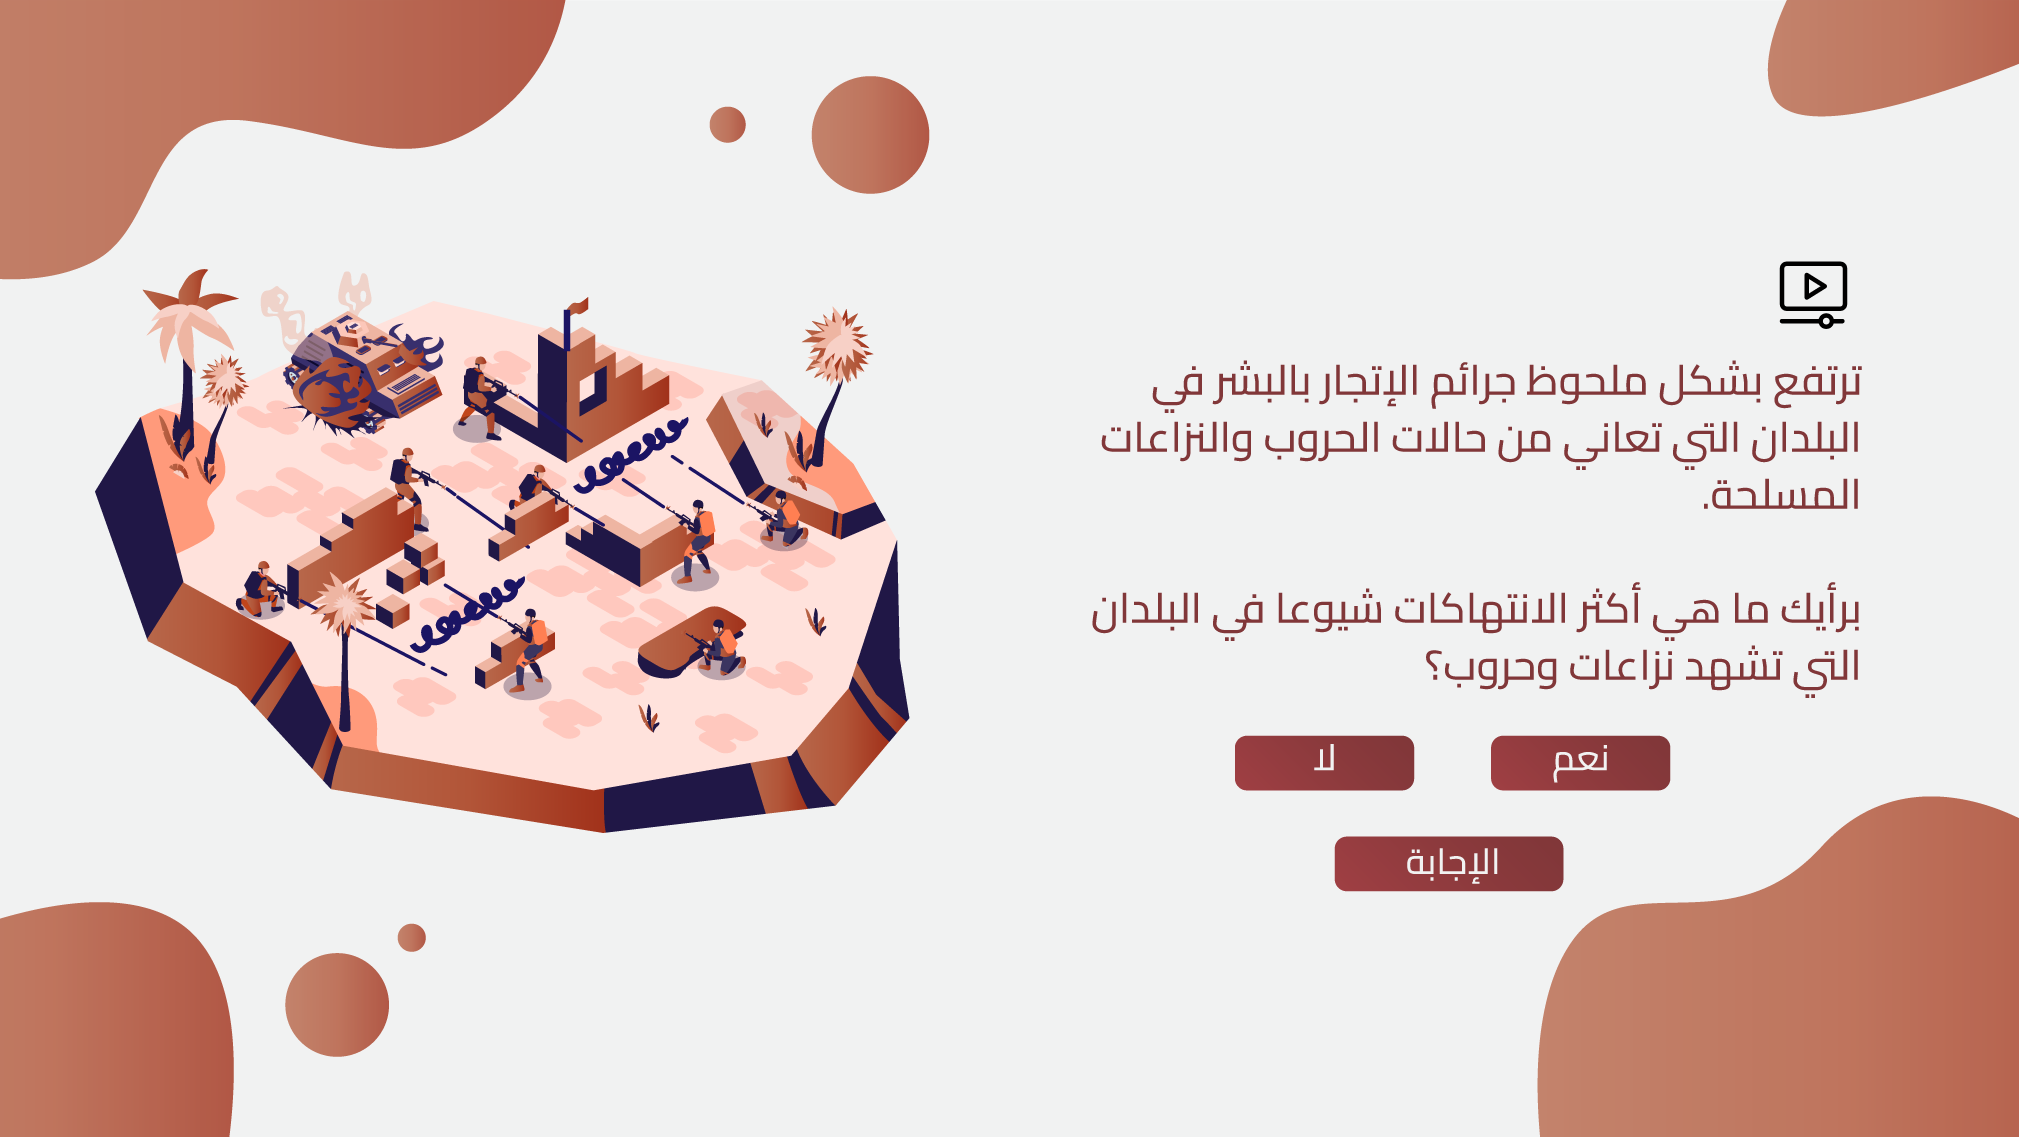 ترتفع بشكل ملحوظ جرائم الإتجار بالبشر في
البلدان التي تعاني من حالات الحروب والنزاعات
المسلحة.
برأيك ما هي أكثر الانتهاكات شيوعا في البلدان
التي تشهد نزاعات وحروب؟
نعم
لا
الإجابة